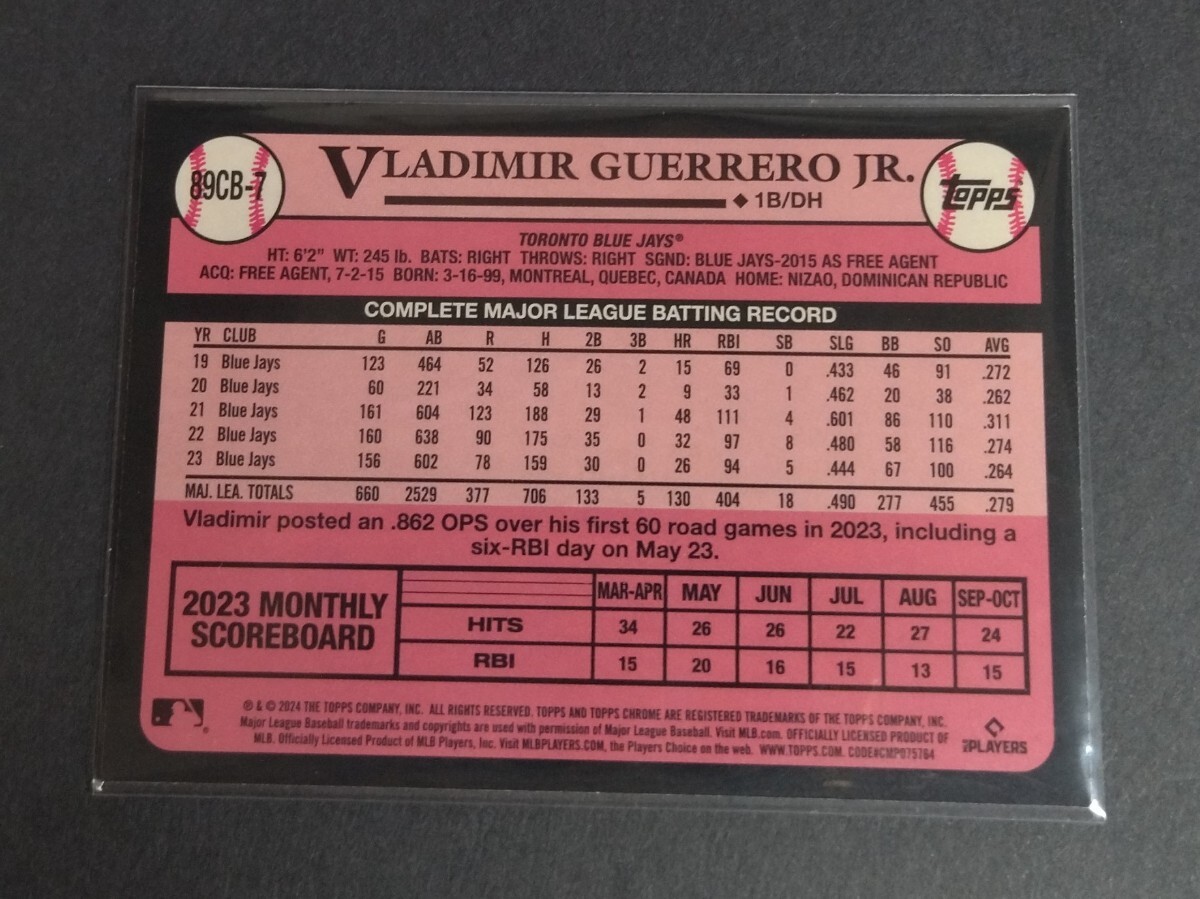 89CB-7
VLADIMIR GUERRERO JR.
◆ 1B/DH
topps
TORONTO BLUE JAYS®
HT: 6'2" WT: 245 lb. BATS: RIGHT THROWS: RIGHT SGND: BLUE JAYS-2015 AS FREE AGENT
ACQ: FREE AGENT, 7-2-15 BORN: 3-16-99, MONTREAL, QUEBEC, CANADA HOME: NIZAO, DOMINICAN REPUBLIC
COMPLETE MAJOR LEAGUE BATTING RECORD
YR CLUB G AB R H 2B 3B HR RBI SB SLG BB SO AVG
19 Blue Jays 123 464 52 126 26 2 15 69 0 .433 46 91 .272
20 Blue Jays 60 221 34 58 13 2 9 33 1 .462 20 38 .262
21 Blue Jays 161 604 123 188 29 1 48 111 4 .601 86 110 .311
22 Blue Jays 160 638 90 175 35 0 32 97 8 .480 58 116 .274
23 Blue Jays 156 602 78 159 30 0 26 94 5 .444 67 100 .264
MAJ. LEA. TOTALS 660 2529 377 706 133 5 130 404 18 .490 277 455 .279
Vladimir posted an .862 OPS over his first 60 road games in 2023, including a
six-RBI day on May 23.
2023 MONTHLY
SCOREBOARD
MAR-APR MAY JUN JUL AUG SEP-OCT
HITS 34 26 26 22 27 24
RBI 15 20 16 15 13 15
® & © 2024 THE TOPPS COMPANY, INC. ALL RIGHTS RESERVED. TOPPS AND TOPPS CHROME ARE REGISTERED TRADEMARKS OF THE TOPPS COMPANY, INC.
Major League Baseball trademarks and copyrights are used with permission of Major League Baseball. Visit MLB.com. OFFICIALLY LICENSED PRODUCT OF
MLB. Officially Licensed Product of MLB Players, Inc. Visit MLBPLAYERS.COM, the Players Choice on the web. WWW.TOPPS.COM. CODE#CMP075764
PLAYERS